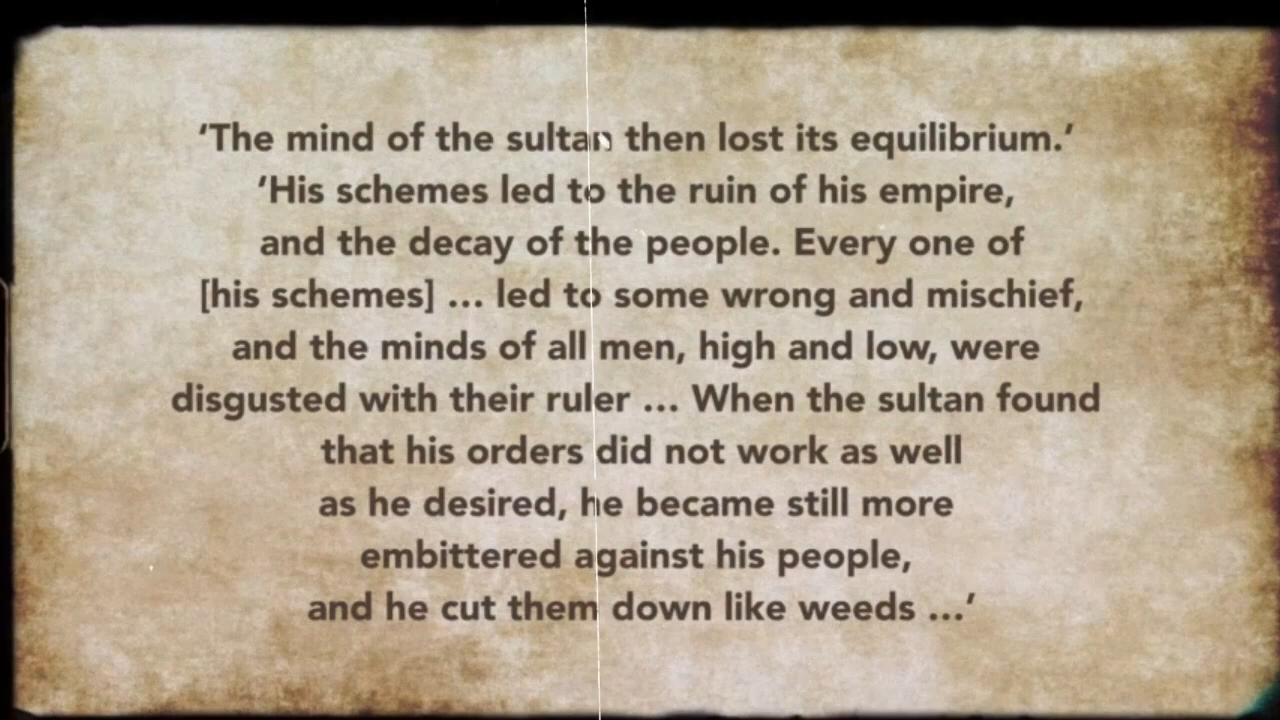 ‘The mind of the sultan then lost its equilibrium.’
‘His schemes led to the ruin of his empire,
and the decay of the people. Every one of
[his schemes] ... led to some wrong and mischief,
and the minds of all men, high and low, were
disgusted with their ruler ... When the sultan found
that his orders did not work as well
as he desired, he became still more
embittered against his people,
and he cut them down like weeds ...’